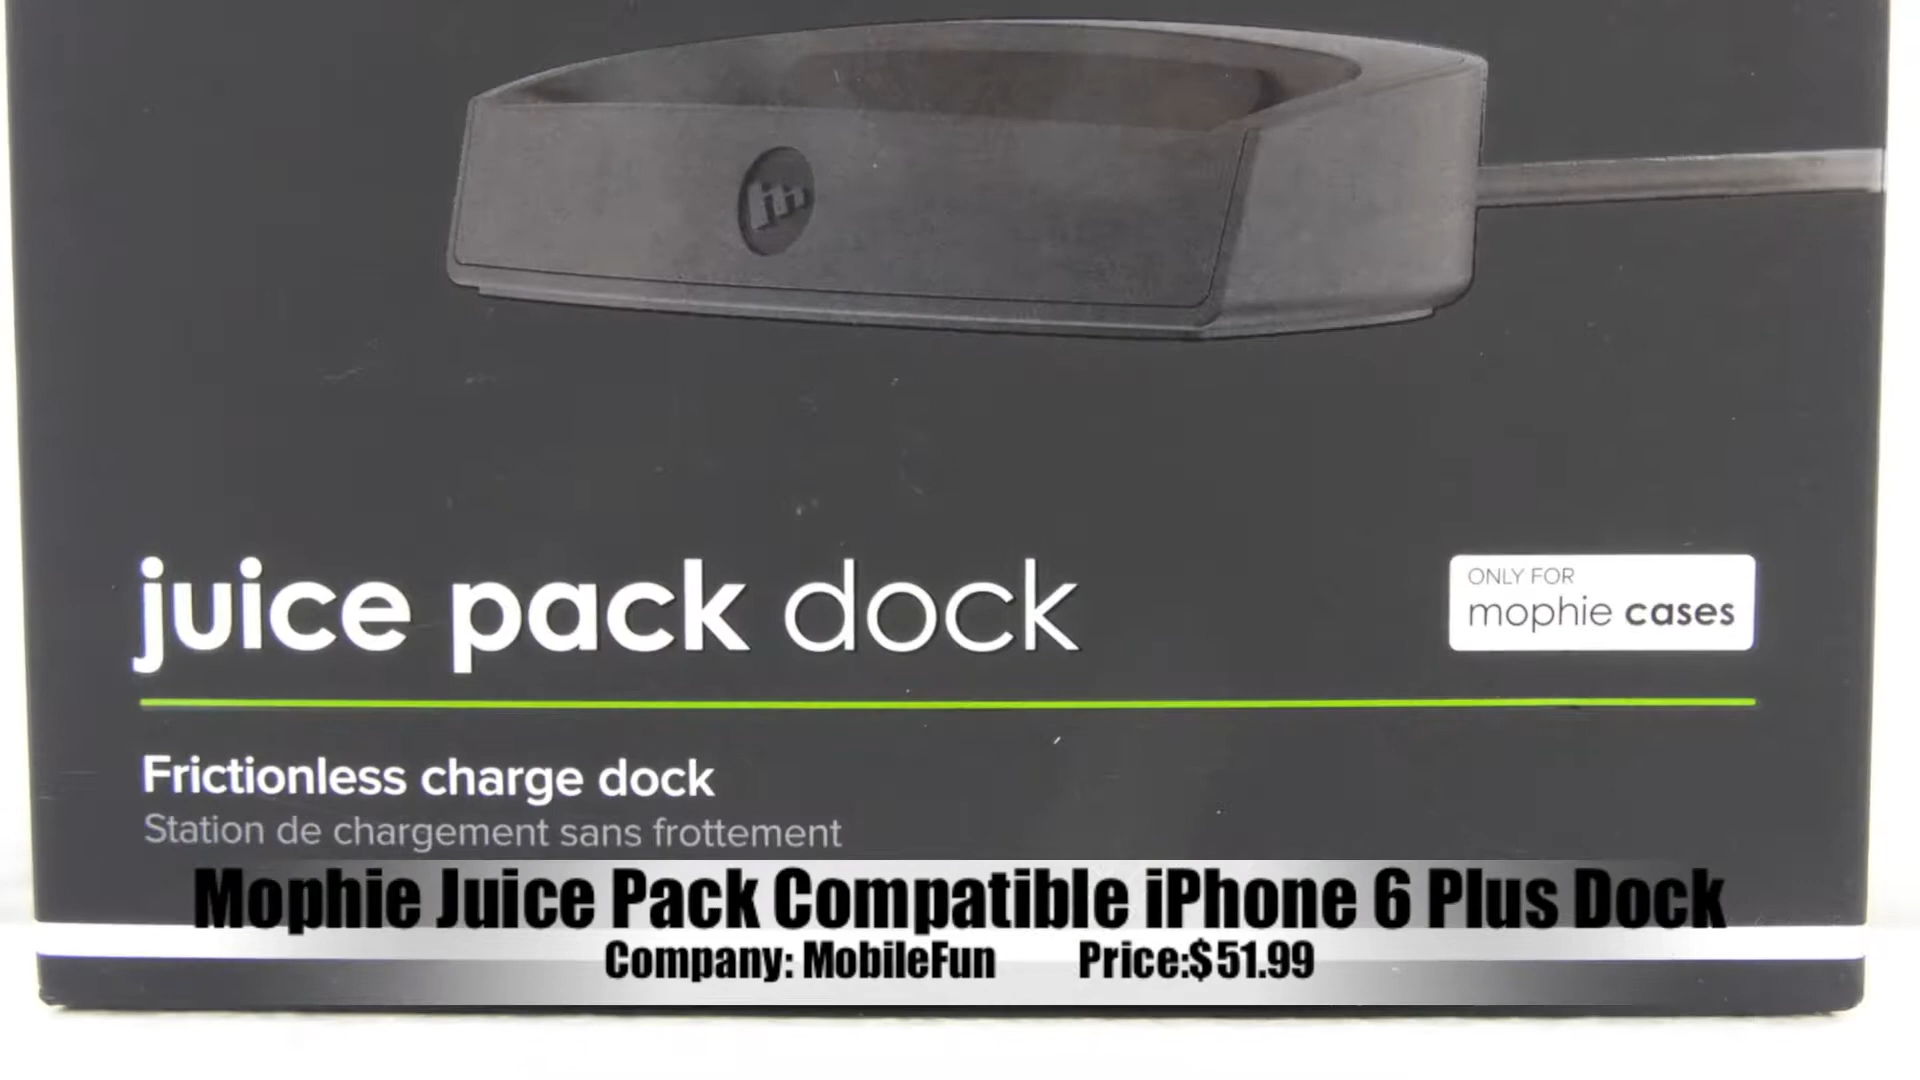 juice pack dock
ONLY FOR
mophie cases
Frictionless charge dock
Station de chargement sans frottement
Mophie Juice Pack Compatible iPhone 6 Plus Dock
Company: MobileFun Price:$51.99